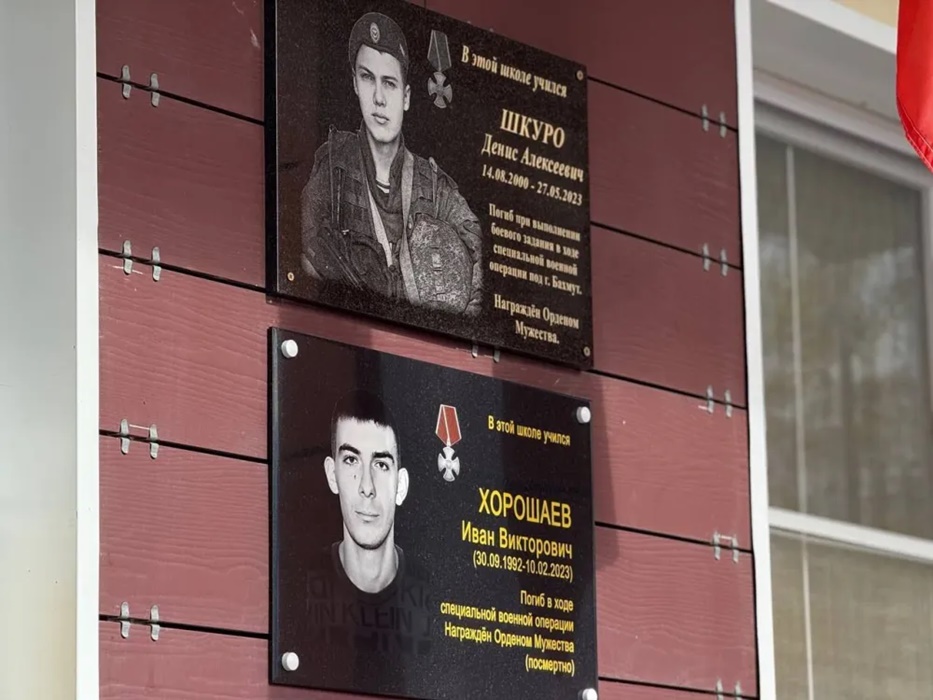 В этой школе учился
ШКУРО
Денис Алексеевич
14.08.2000 - 27.05.2023
Погиб при выполнении
боевого задания в ходе
специальной военной
операции под г. Бахмут.
Награждён Орденом
Мужества.
В этой школе учился
ХОРОШАЕВ
Иван Викторович
(30.09.1992-10.02.2023)
Погиб в ходе
специальной военной операции
Награждён Орденом Мужества
(посмертно)
KLEIN